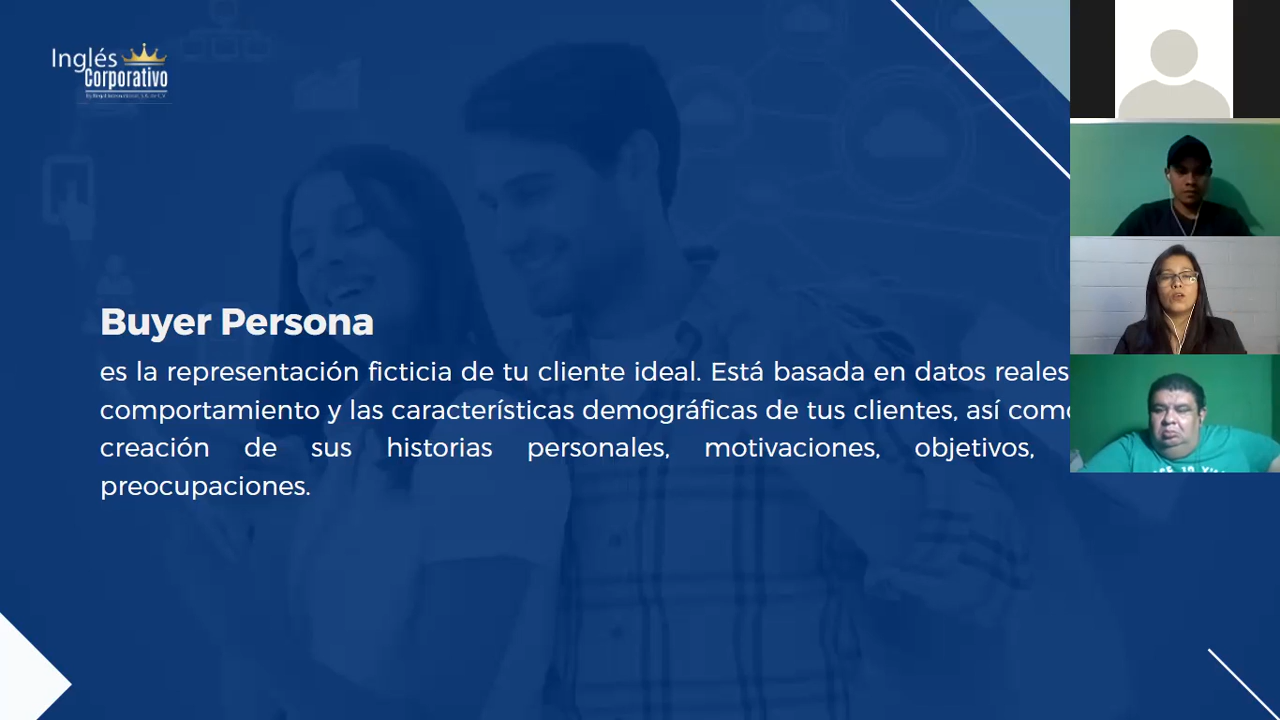 Inglés
Corporativo
Buyer Persona
es la representación ficticia de tu cliente ideal. Está basada en datos reales
comportamiento y las características demográficas de tus clientes, así como
creación de sus historias personales, motivaciones, objetivos,
preocupaciones.